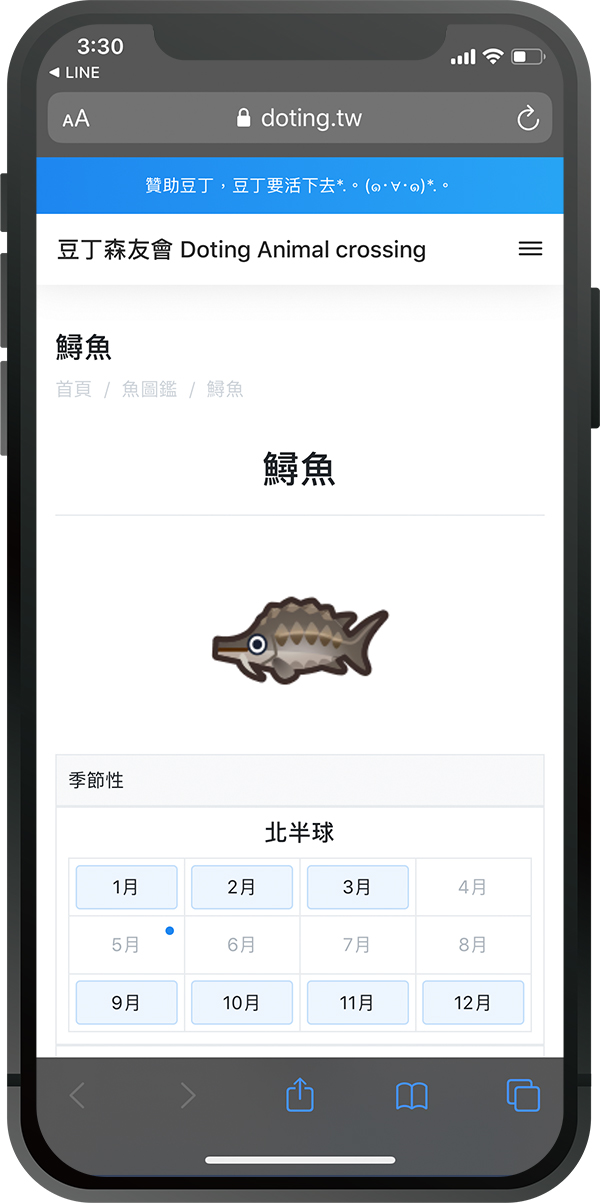 3:30
◀ LINE
AA doting.tw
贊助豆丁，豆丁要活下去*.。(๑･∀･๑)*.。
豆丁森友會 Doting Animal crossing
鱘魚
首頁 / 魚圖鑑 / 鱘魚
鱘魚
季節性
北半球
1月 2月 3月 4月
5月 6月 7月 8月
9月 10月 11月 12月